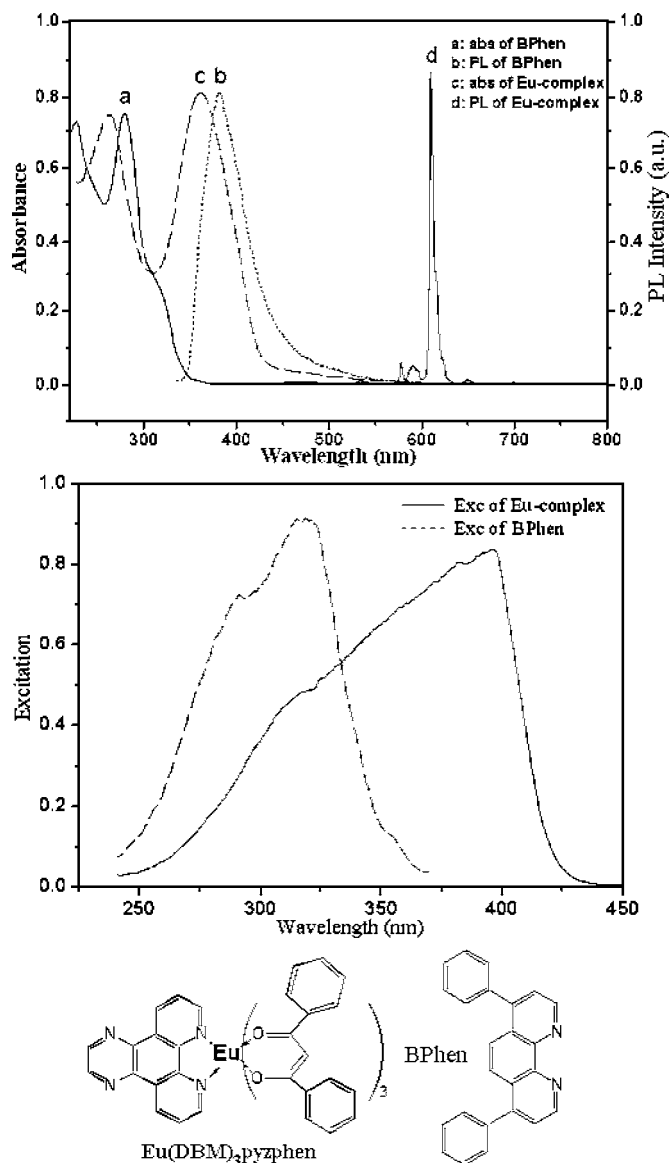 1.0
0.8
0.6
0.4
0.2
0.0
Absorbance
a
c
b
d
a: abs of BPhen
b: PL of BPhen
c: abs of Eu-complex
d: PL of Eu-complex
1.0
0.8
0.6
0.4
0.2
0.0
PL Intensity (a.u.)
300 400 500 600 700 800
Wavelength (nm)
1.0
0.8
0.6
0.4
0.2
0.0
Excitation
Exc of Eu-complex
Exc of BPhen
250 300 350 400 450
Wavelength (nm)
N
N
N
N
Eu
O
O
3
Eu(DBM)3pyzphen
BPhen
N
N